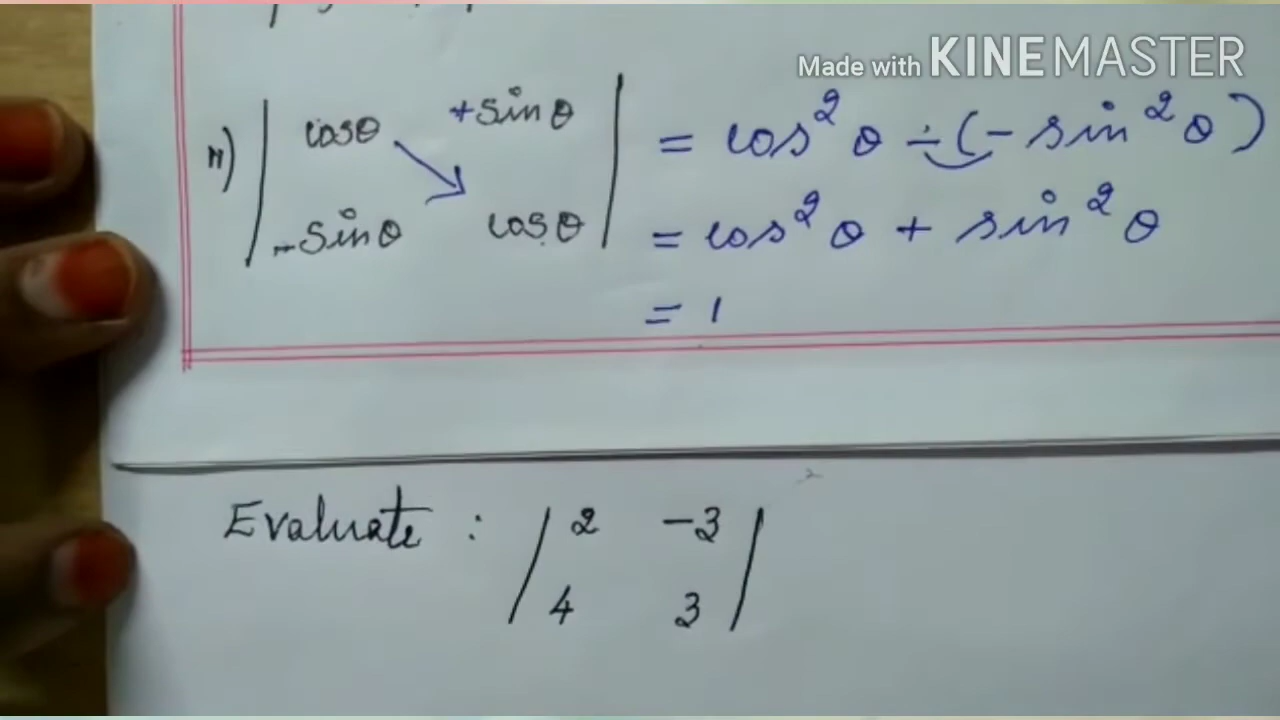 Made with KINEMASTER
ii) | cosθ +sinθ | = cos²θ - (- sin²θ)
| -sinθ cosθ | = cos²θ + sin²θ
= 1
Evaluate : | 2 -3 |
| 4 3 |